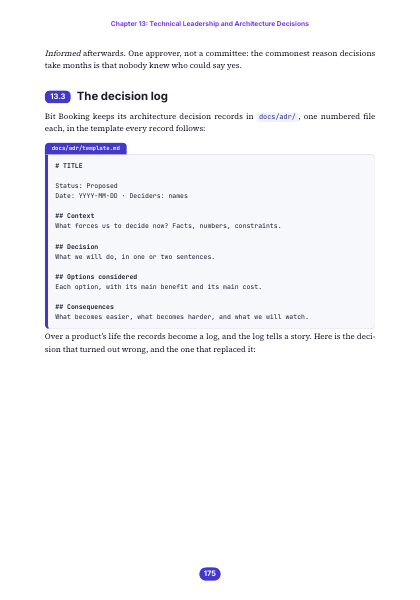 Chapter 13: Technical Leadership and Architecture Decisions
Informed afterwards. One approver, not a committee: the commonest reason decisions
take months is that nobody knew who could say yes.
13.3 The decision log
Bit Booking keeps its architecture decision records in docs/adr/, one numbered file
each, in the template every record follows:
docs/adr/template.md
# TITLE
Status: Proposed
Date: YYYY-MM-DD · Deciders: names
## Context
What forces us to decide now? Facts, numbers, constraints.
## Decision
What we will do, in one or two sentences.
## Options considered
Each option, with its main benefit and its main cost.
## Consequences
What becomes easier, what becomes harder, and what we will watch.
Over a product's life the records become a log, and the log tells a story. Here is the deci-
sion that turned out wrong, and the one that replaced it:
175